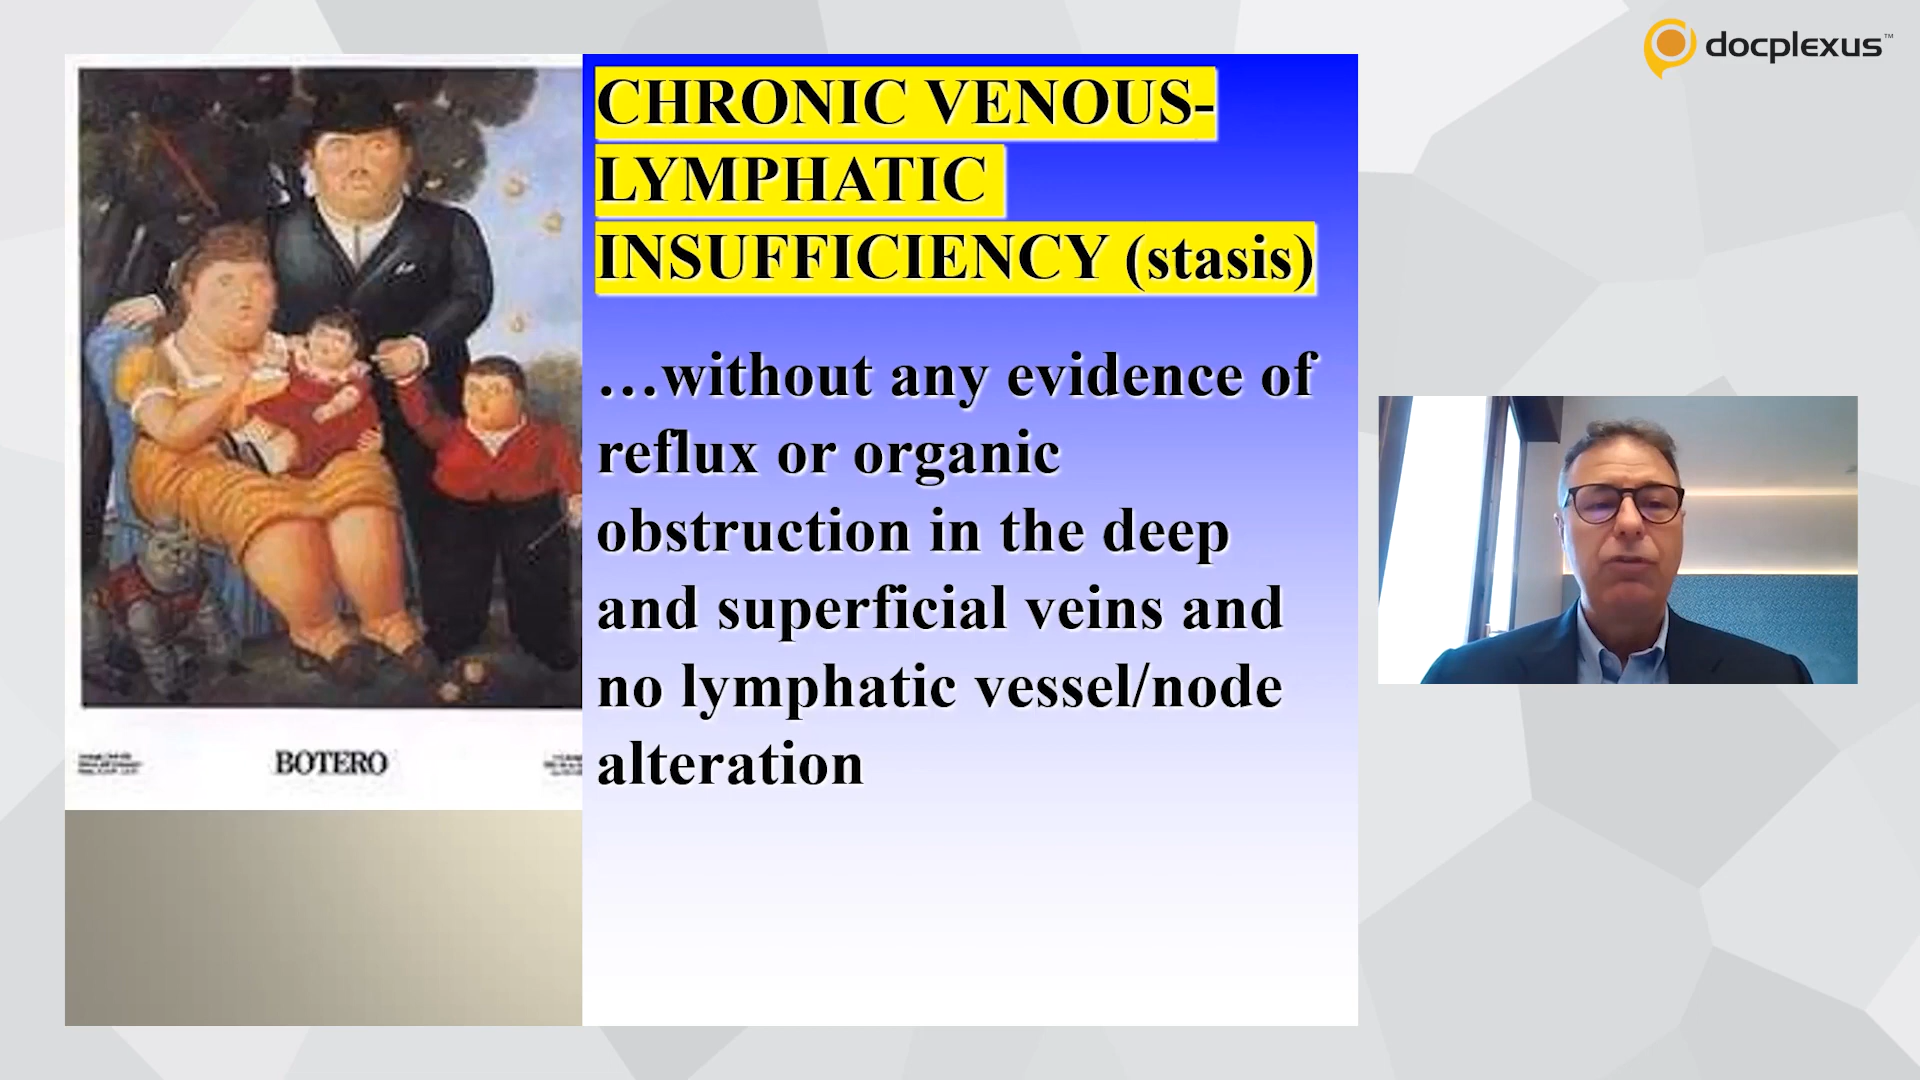 docplexus™
CHRONIC VENOUS-
LYMPHATIC
INSUFFICIENCY (stasis)
…without any evidence of
reflux or organic
obstruction in the deep
and superficial veins and
no lymphatic vessel/node
alteration
BOTERO